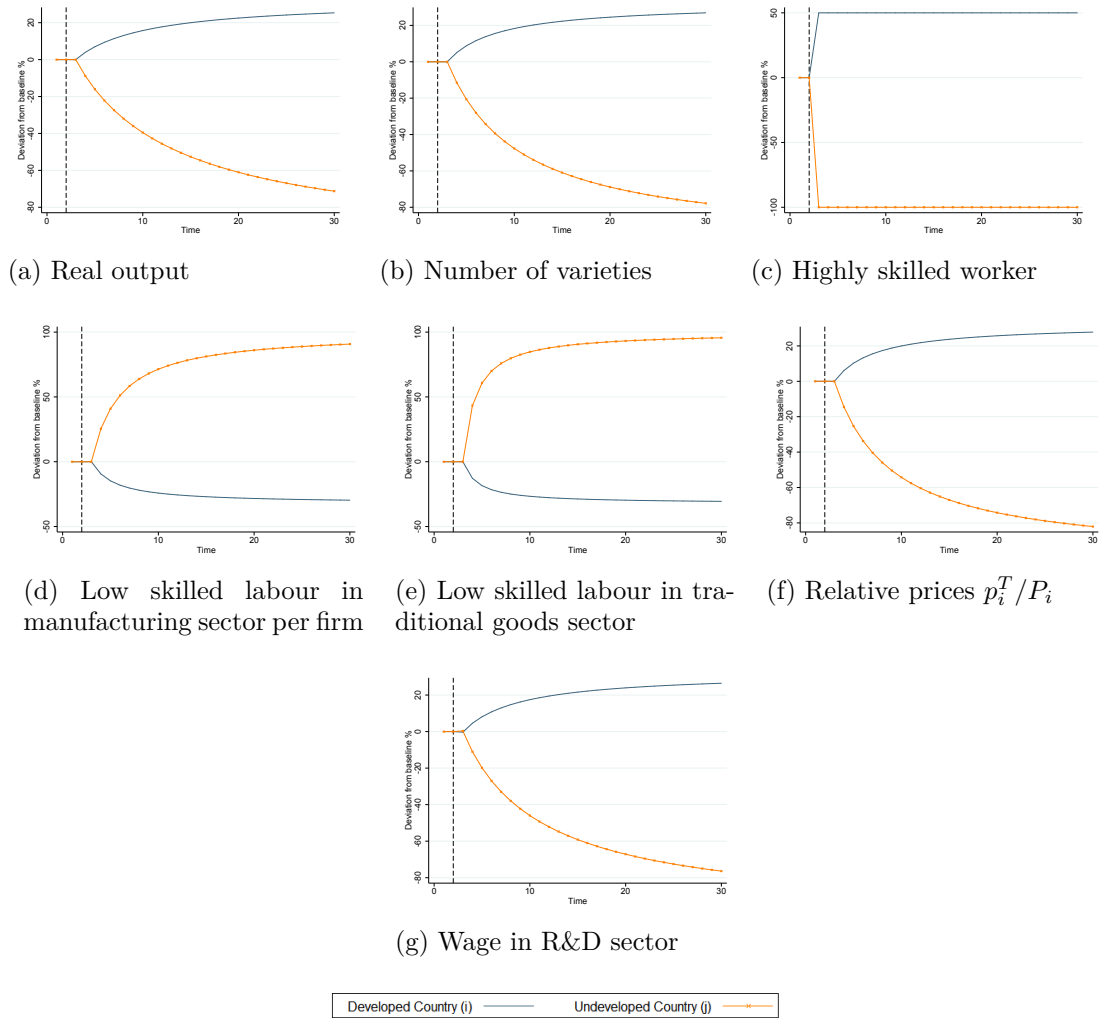 Deviation from baseline %
20
0
-20
-40
-60
-80
0
10
20
30
Time
(a) Real output
Deviation from baseline %
20
0
-20
-40
-60
-80
0
10
20
30
Time
(b) Number of varieties
Deviation from baseline %
50
0
-50
-100
0
10
20
30
Time
(c) Highly skilled worker
Deviation from baseline %
100
50
0
-50
0
10
20
30
Time
(d) Low skilled labour in
manufacturing sector per firm
Deviation from baseline %
100
50
0
-50
0
10
20
30
Time
(e) Low skilled labour in tra-
ditional goods sector
Deviation from baseline %
20
0
-20
-40
-60
-80
0
10
20
30
Time
(f) Relative prices p_i^T/P_i
Deviation from baseline %
20
0
-20
-40
-60
-80
0
10
20
30
Time
(g) Wage in R&D sector
Developed Country (i) Undeveloped Country (j)